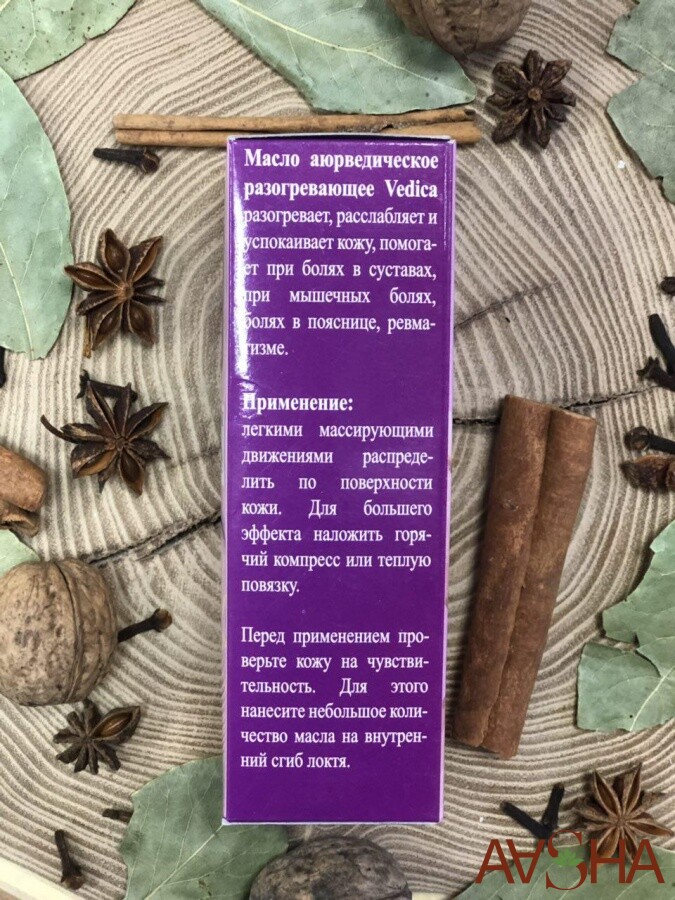 Масло аюрведическое
разогревающее Vedica
разогревает, расслабляет и
успокаивает кожу, помога-
ет при болях в суставах,
при мышечных болях,
болях в пояснице, ревма-
тизме.
Применение:
легкими массирующими
движениями распреде-
лить по поверхности
кожи. Для большего
эффекта наложить горя-
чий компресс или теплую
повязку.
Перед применением про-
верьте кожу на чувстви-
тельность. Для этого
нанесите небольшое коли-
чество масла на внутрен-
ний сгиб локтя.
AASHA